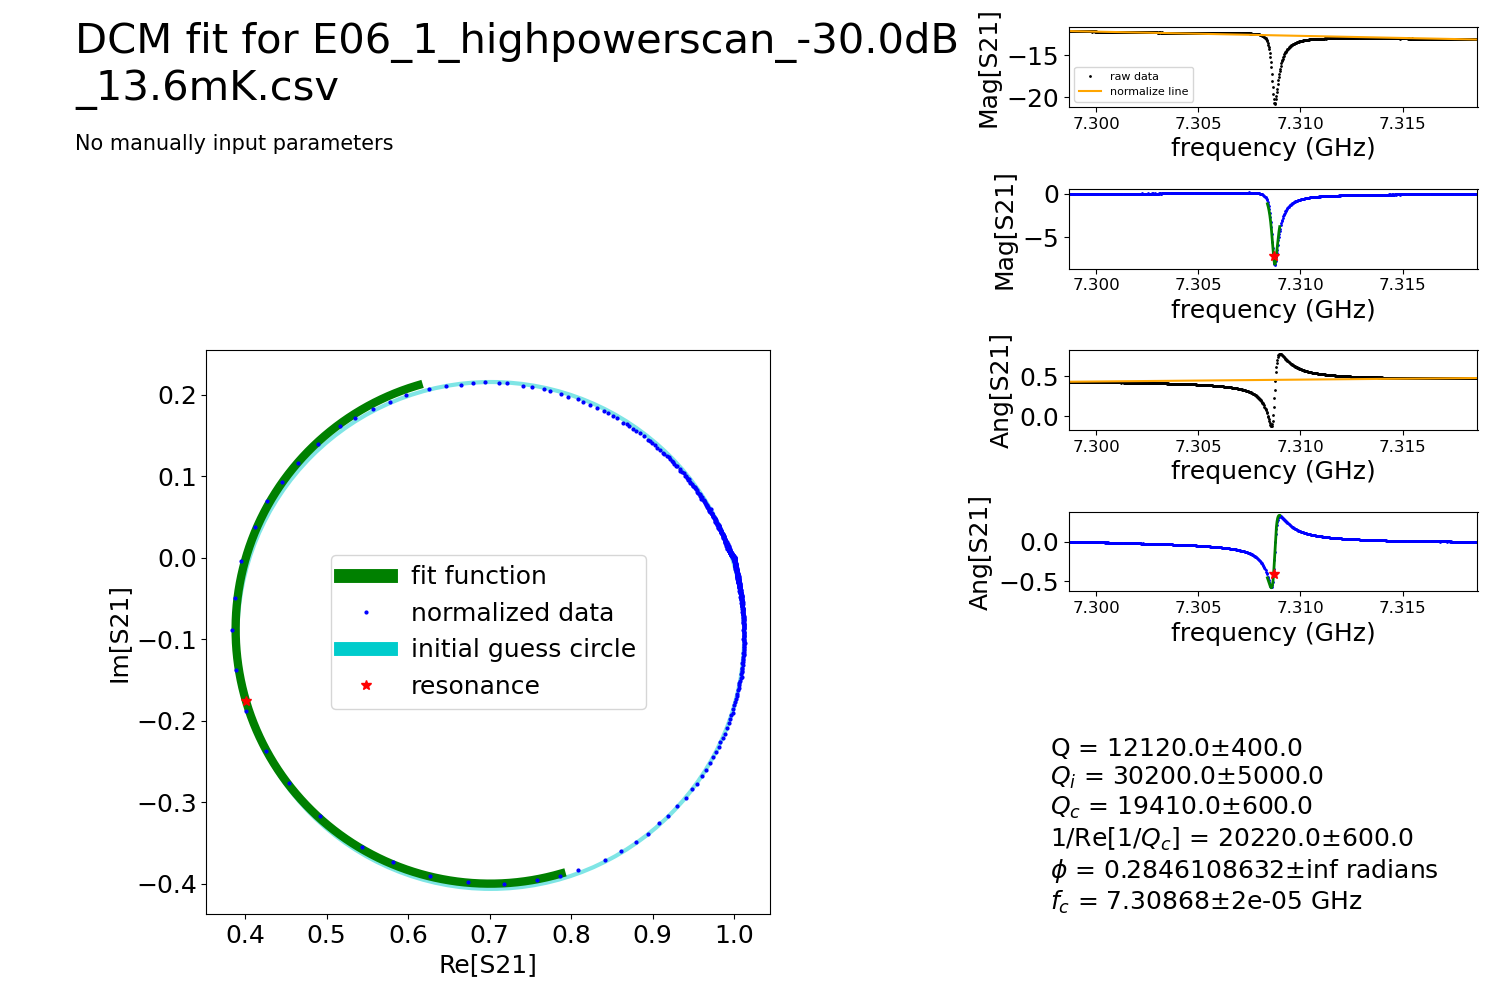 DCM fit for E06_1_highpowerscan_-30.0dB
_13.6mK.csv
No manually input parameters
Mag[S21]
−15
−20
raw data
normalize line
7.300 7.305 7.310 7.315
frequency (GHz)
Mag[S21]
0
−5
7.300 7.305 7.310 7.315
frequency (GHz)
Ang[S21]
0.5
0.0
7.300 7.305 7.310 7.315
frequency (GHz)
Ang[S21]
0.0
−0.5
7.300 7.305 7.310 7.315
frequency (GHz)
Im[S21]
0.2
0.1
0.0
−0.1
−0.2
−0.3
−0.4
fit function
normalized data
initial guess circle
resonance
0.4 0.5 0.6 0.7 0.8 0.9 1.0
Re[S21]
Q = 12120.0±400.0
Q_i = 30200.0±5000.0
Q_c = 19410.0±600.0
1/Re[1/Q_c] = 20220.0±600.0
ϕ = 0.2846108632±inf radians
f_c = 7.30868±2e-05 GHz